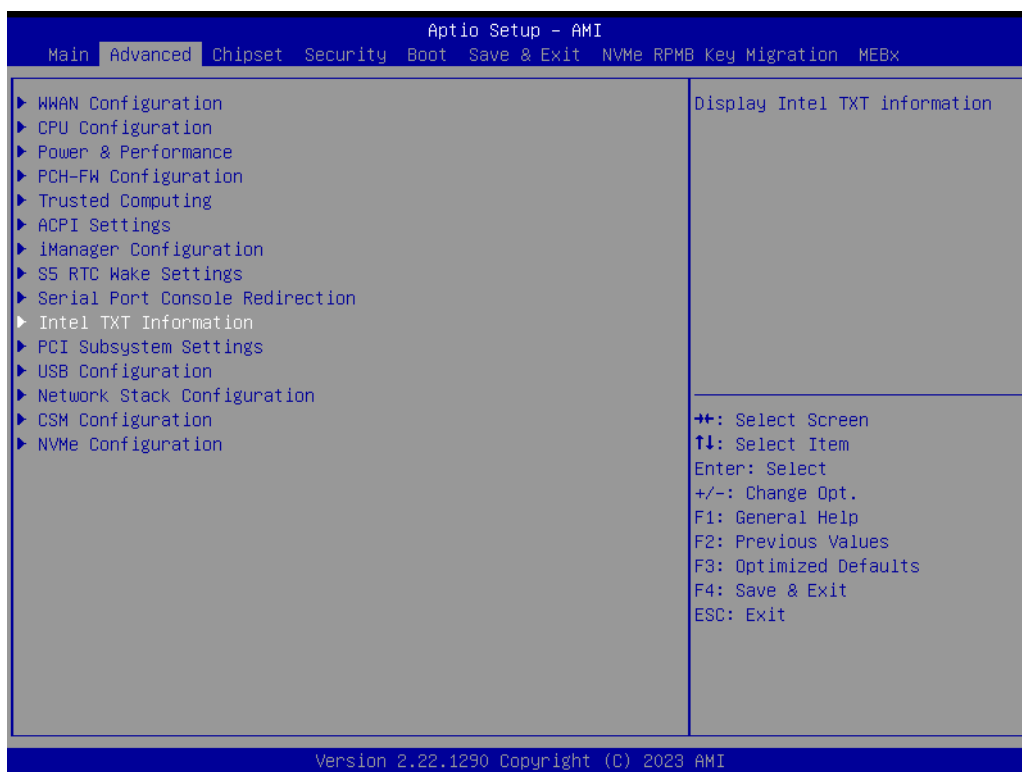 Aptio Setup – AMI
Main Advanced Chipset Security Boot Save & Exit NVMe RPMB Key Migration MEBx
▶ WWAN Configuration
▶ CPU Configuration
▶ Power & Performance
▶ PCH-FW Configuration
▶ Trusted Computing
▶ ACPI Settings
▶ iManager Configuration
▶ S5 RTC Wake Settings
▶ Serial Port Console Redirection
▶ Intel TXT Information
▶ PCI Subsystem Settings
▶ USB Configuration
▶ Network Stack Configuration
▶ CSM Configuration
▶ NVMe Configuration
Display Intel TXT information
→←: Select Screen
↑↓: Select Item
Enter: Select
+/-: Change Opt.
F1: General Help
F2: Previous Values
F3: Optimized Defaults
F4: Save & Exit
ESC: Exit
Version 2.22.1290 Copyright (C) 2023 AMI